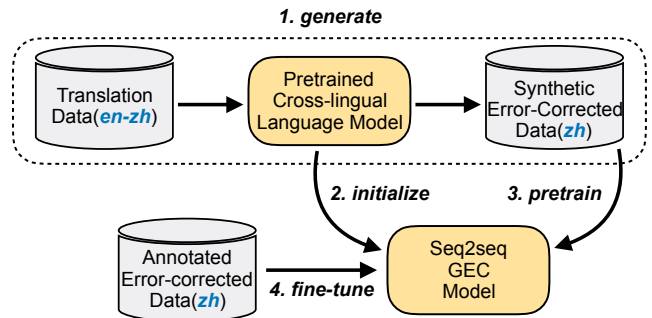 1. generate
Translation
Data(en-zh)
Pretrained
Cross-lingual
Language Model
Synthetic
Error-Corrected
Data(zh)
2. initialize
3. pretrain
Annotated
Error-corrected
Data(zh)
4. fine-tune
Seq2seq
GEC
Model